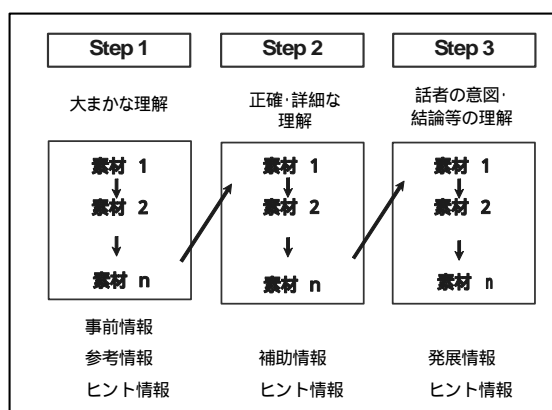 Step 1
Step 2
Step 3
大まかな理解
正確･詳細な
理解
話者の意図･
結論等の理解
素材 1
素材 2
素材 n
素材 1
素材 2
素材 n
素材 1
素材 2
素材 n
事前情報
参考情報
ヒント情報
補助情報
ヒント情報
発展情報
ヒント情報